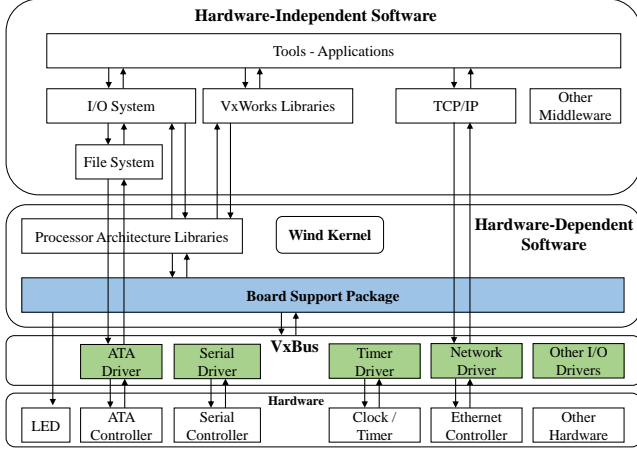 Hardware-Independent Software
Tools - Applications
I/O System
VxWorks Libraries
TCP/IP
Other
Middleware
File System
Processor Architecture Libraries
Wind Kernel
Hardware-Dependent
Software
Board Support Package
VxBus
ATA
Driver
Serial
Driver
Timer
Driver
Network
Driver
Other I/O
Drivers
Hardware
LED
ATA
Controller
Serial
Controller
Clock /
Timer
Ethernet
Controller
Other
Hardware